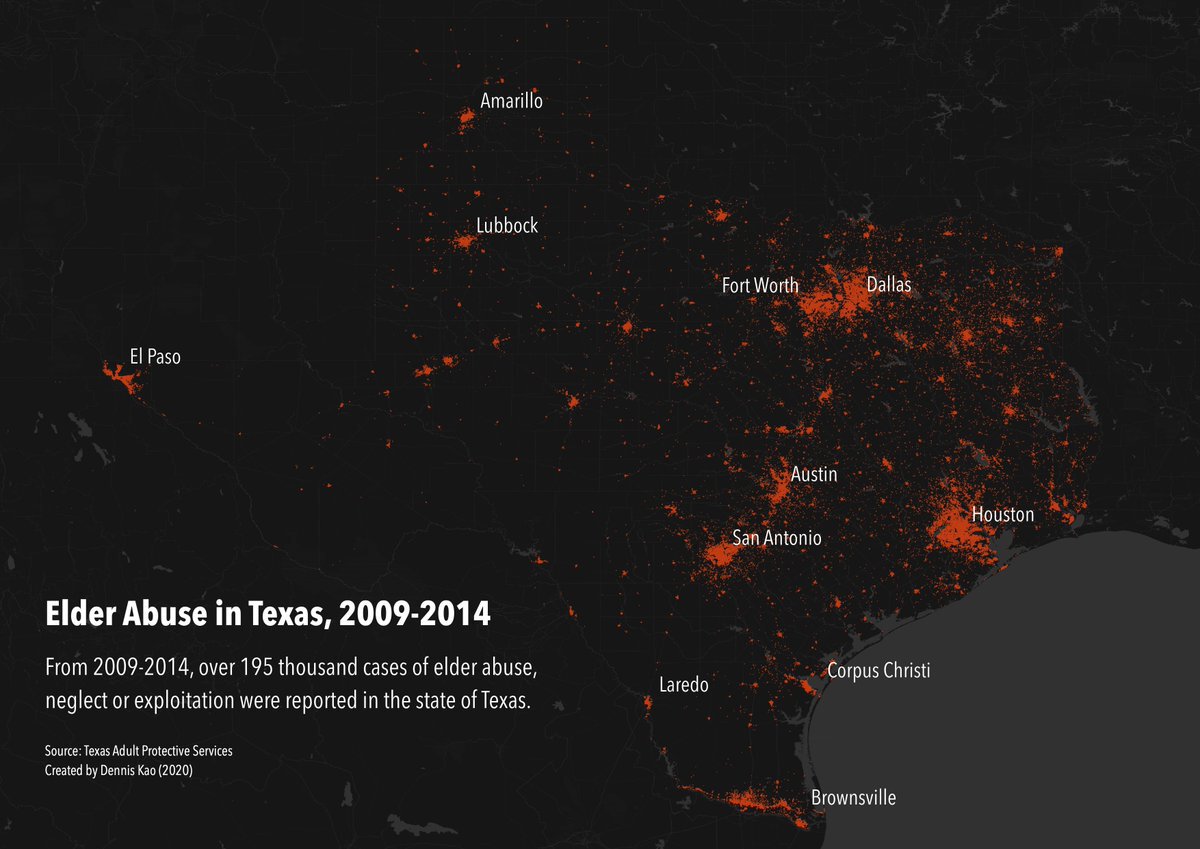 Amarillo
Lubbock
Fort Worth
Dallas
El Paso
Austin
Houston
San Antonio
Elder Abuse in Texas, 2009-2014
From 2009-2014, over 195 thousand cases of elder abuse,
neglect or exploitation were reported in the state of Texas.
Corpus Christi
Laredo
Source: Texas Adult Protective Services
Created by Dennis Kao (2020)
Brownsville